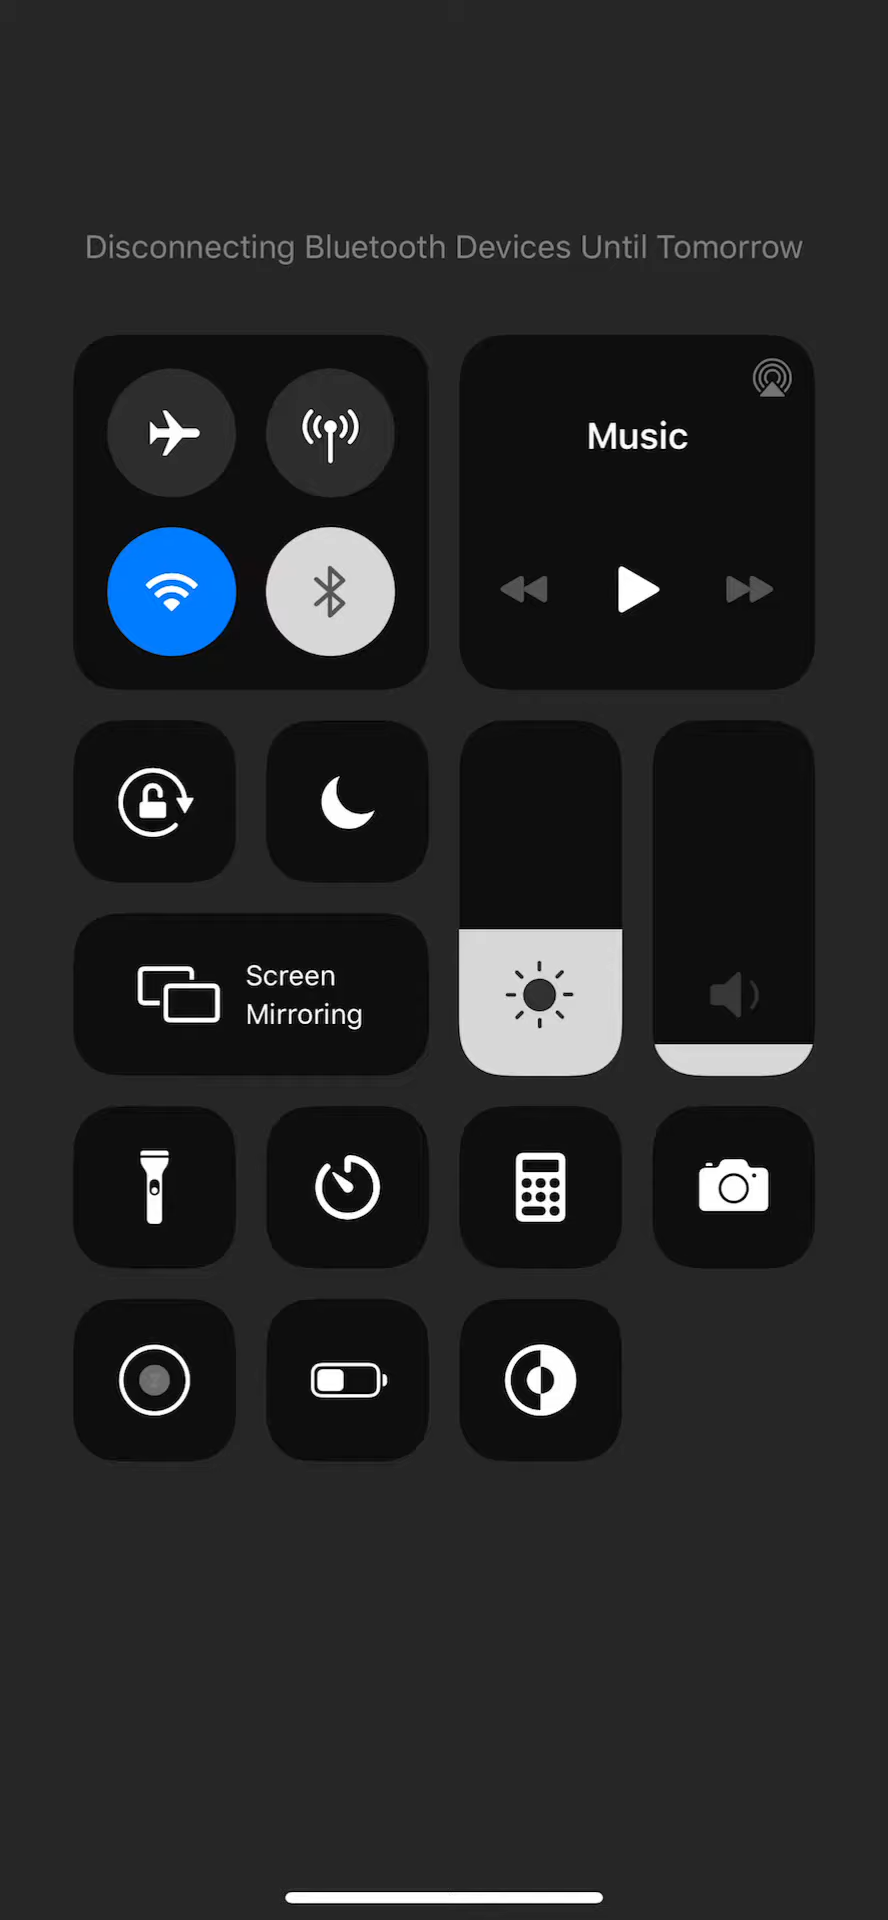 Disconnecting Bluetooth Devices Until Tomorrow
Music
Screen
Mirroring